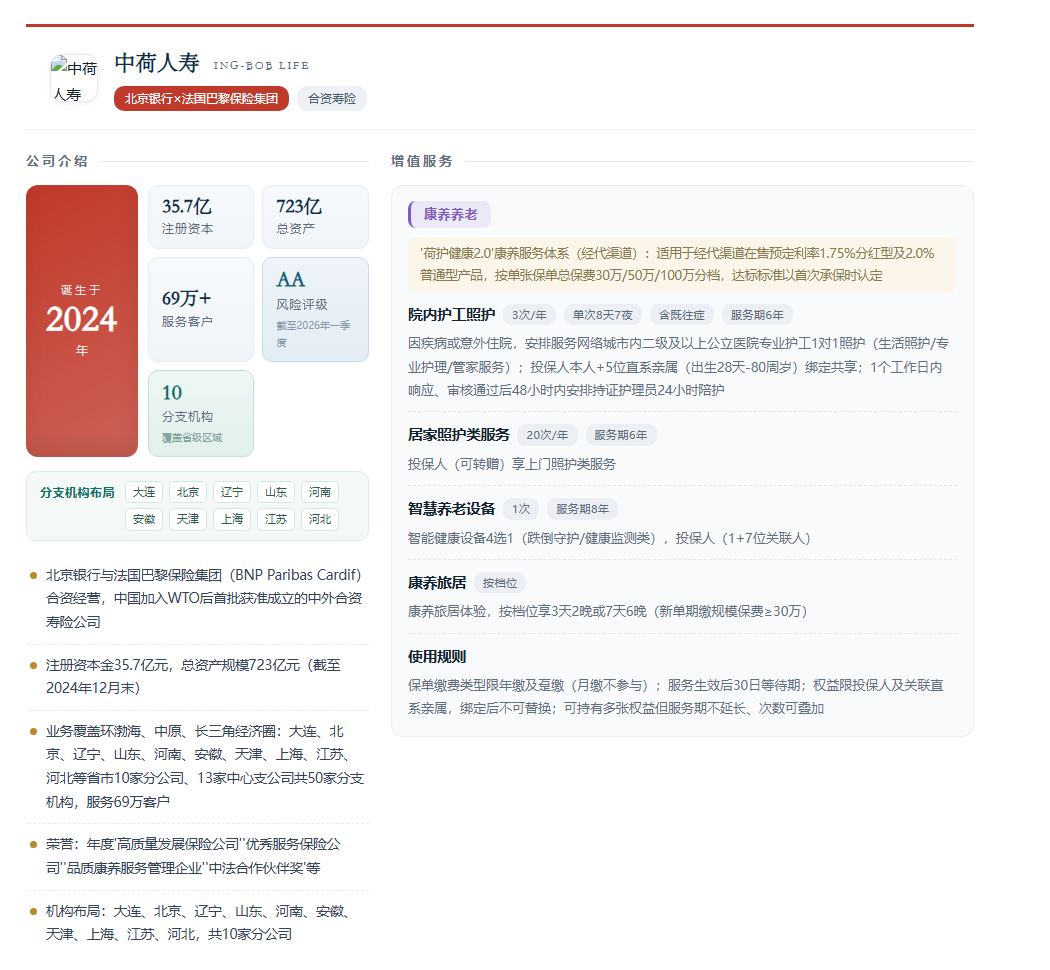 中荷人寿
中荷人寿 ING-BOB LIFE
北京银行×法国巴黎保险集团 合资寿险
公司介绍
诞生于
2024
年
35.7亿
注册资本
723亿
总资产
69万+
服务客户
AA
风险评级
截至2026年一季
度
10
分支机构
覆盖省级区域
分支机构布局 大连 北京 辽宁 山东 河南
安徽 天津 上海 江苏 河北
北京银行与法国巴黎保险集团（BNP Paribas Cardif）
合资经营，中国加入WTO后首批获准成立的中外合资
寿险公司
注册资本金35.7亿元，总资产规模723亿元（截至
2024年12月末）
业务覆盖环渤海、中原、长三角经济圈：大连、北
京、辽宁、山东、河南、安徽、天津、上海、江苏、
河北等省市10家分公司、13家中心支公司共50家分支
机构，服务69万客户
荣誉：年度'高质量发展保险公司''优秀服务保险公
司''品质康养服务管理企业''中法合作伙伴奖'等
机构布局：大连、北京、辽宁、山东、河南、安徽、
天津、上海、江苏、河北，共10家分公司
增值服务
康养养老
'荷护健康2.0'康养服务体系（经代渠道）：适用于经代渠道在售预定利率1.75%分红型及2.0%
普通型产品，按单张保单总保费30万/50万/100万分档，达标标准以首次承保时认定
院内护工照护 3次/年 单次8天7夜 含既往症 服务期6年
因疾病或意外住院，安排服务网络城市内二级及以上公立医院专业护工1对1照护（生活照护/专
业护理/管家服务）；投保人本人+5位直系亲属（出生28天-80周岁）绑定共享；1个工作日内
响应、审核通过后48小时内安排持证护理员24小时陪护
居家照护类服务 20次/年 服务期6年
投保人（可转赠）享上门照护类服务
智慧养老设备 1次 服务期8年
智能健康设备4选1（跌倒守护/健康监测类），投保人（1+7位关联人）
康养旅居 按档位
康养旅居体验，按档位享3天2晚或7天6晚（新单期缴规模保费≥30万）
使用规则
保单缴费类型限年缴及趸缴（月缴不参与）；服务生效后30日等待期；权益限投保人及关联直
系亲属，绑定后不可替换；可持有多张权益但服务期不延长、次数可叠加